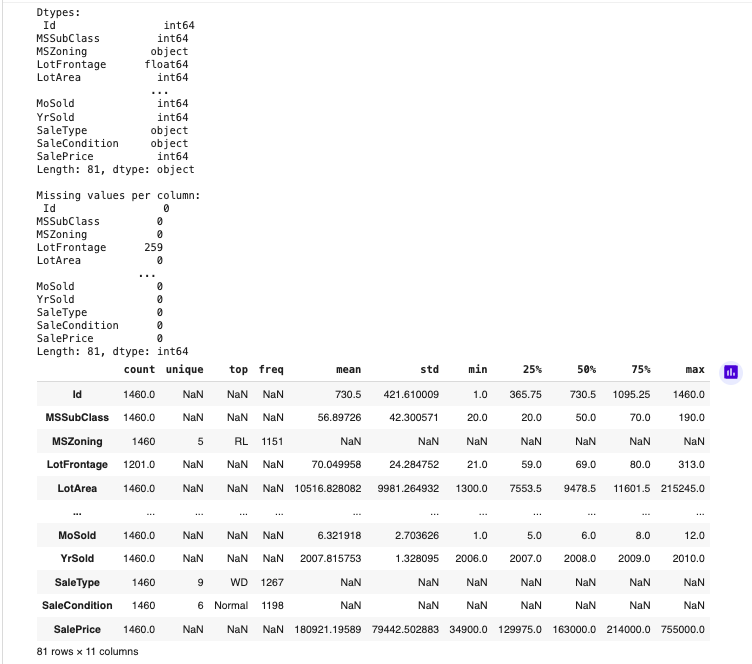 Dtypes:
Id int64
MSSubClass int64
MSZoning object
LotFrontage float64
LotArea int64
...
MoSold int64
YrSold int64
SaleType object
SaleCondition object
SalePrice int64
Length: 81, dtype: object
Missing values per column:
Id 0
MSSubClass 0
MSZoning 0
LotFrontage 259
LotArea 0
...
MoSold 0
YrSold 0
SaleType 0
SaleCondition 0
SalePrice 0
Length: 81, dtype: int64
count unique top freq mean std min 25% 50% 75% max
Id 1460.0 NaN NaN NaN 730.5 421.610009 1.0 365.75 730.5 1095.25 1460.0
MSSubClass 1460.0 NaN NaN NaN 56.89726 42.300571 20.0 20.0 50.0 70.0 190.0
MSZoning 1460 5 RL 1151 NaN NaN NaN NaN NaN NaN NaN
LotFrontage 1201.0 NaN NaN NaN 70.049958 24.284752 21.0 59.0 69.0 80.0 313.0
LotArea 1460.0 NaN NaN NaN 10516.828082 9981.264932 1300.0 7553.5 9478.5 11601.5 215245.0
... ... ... ... ... ... ... ... ... ... ... ...
MoSold 1460.0 NaN NaN NaN 6.321918 2.703626 1.0 5.0 6.0 8.0 12.0
YrSold 1460.0 NaN NaN NaN 2007.815753 1.328095 2006.0 2007.0 2008.0 2009.0 2010.0
SaleType 1460 9 WD 1267 NaN NaN NaN NaN NaN NaN NaN
SaleCondition 1460 6 Normal 1198 NaN NaN NaN NaN NaN NaN NaN
SalePrice 1460.0 NaN NaN NaN 180921.19589 79442.502883 34900.0 129975.0 163000.0 214000.0 755000.0
81 rows × 11 columns